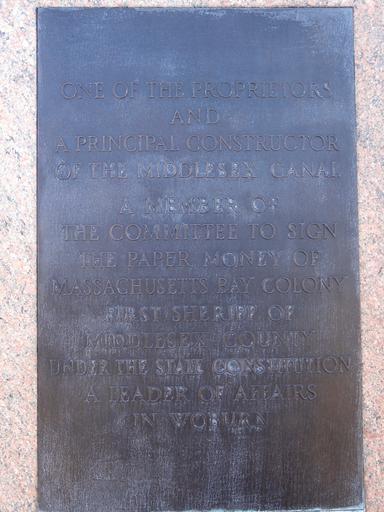 ONE OF THE PROPRIETORS
AND
A PRINCIPAL CONSTRUCTOR
OF THE MIDDLESEX CANAL
A MEMBER OF
THE COMMITTEE TO SIGN
THE PAPER MONEY OF
MASSACHUSETTS BAY COLONY
FIRST SHERIFF OF
MIDDLESEX COUNTY
UNDER THE STATE CONSTITUTION
A LEADER OF AFFAIRS
IN WOBURN